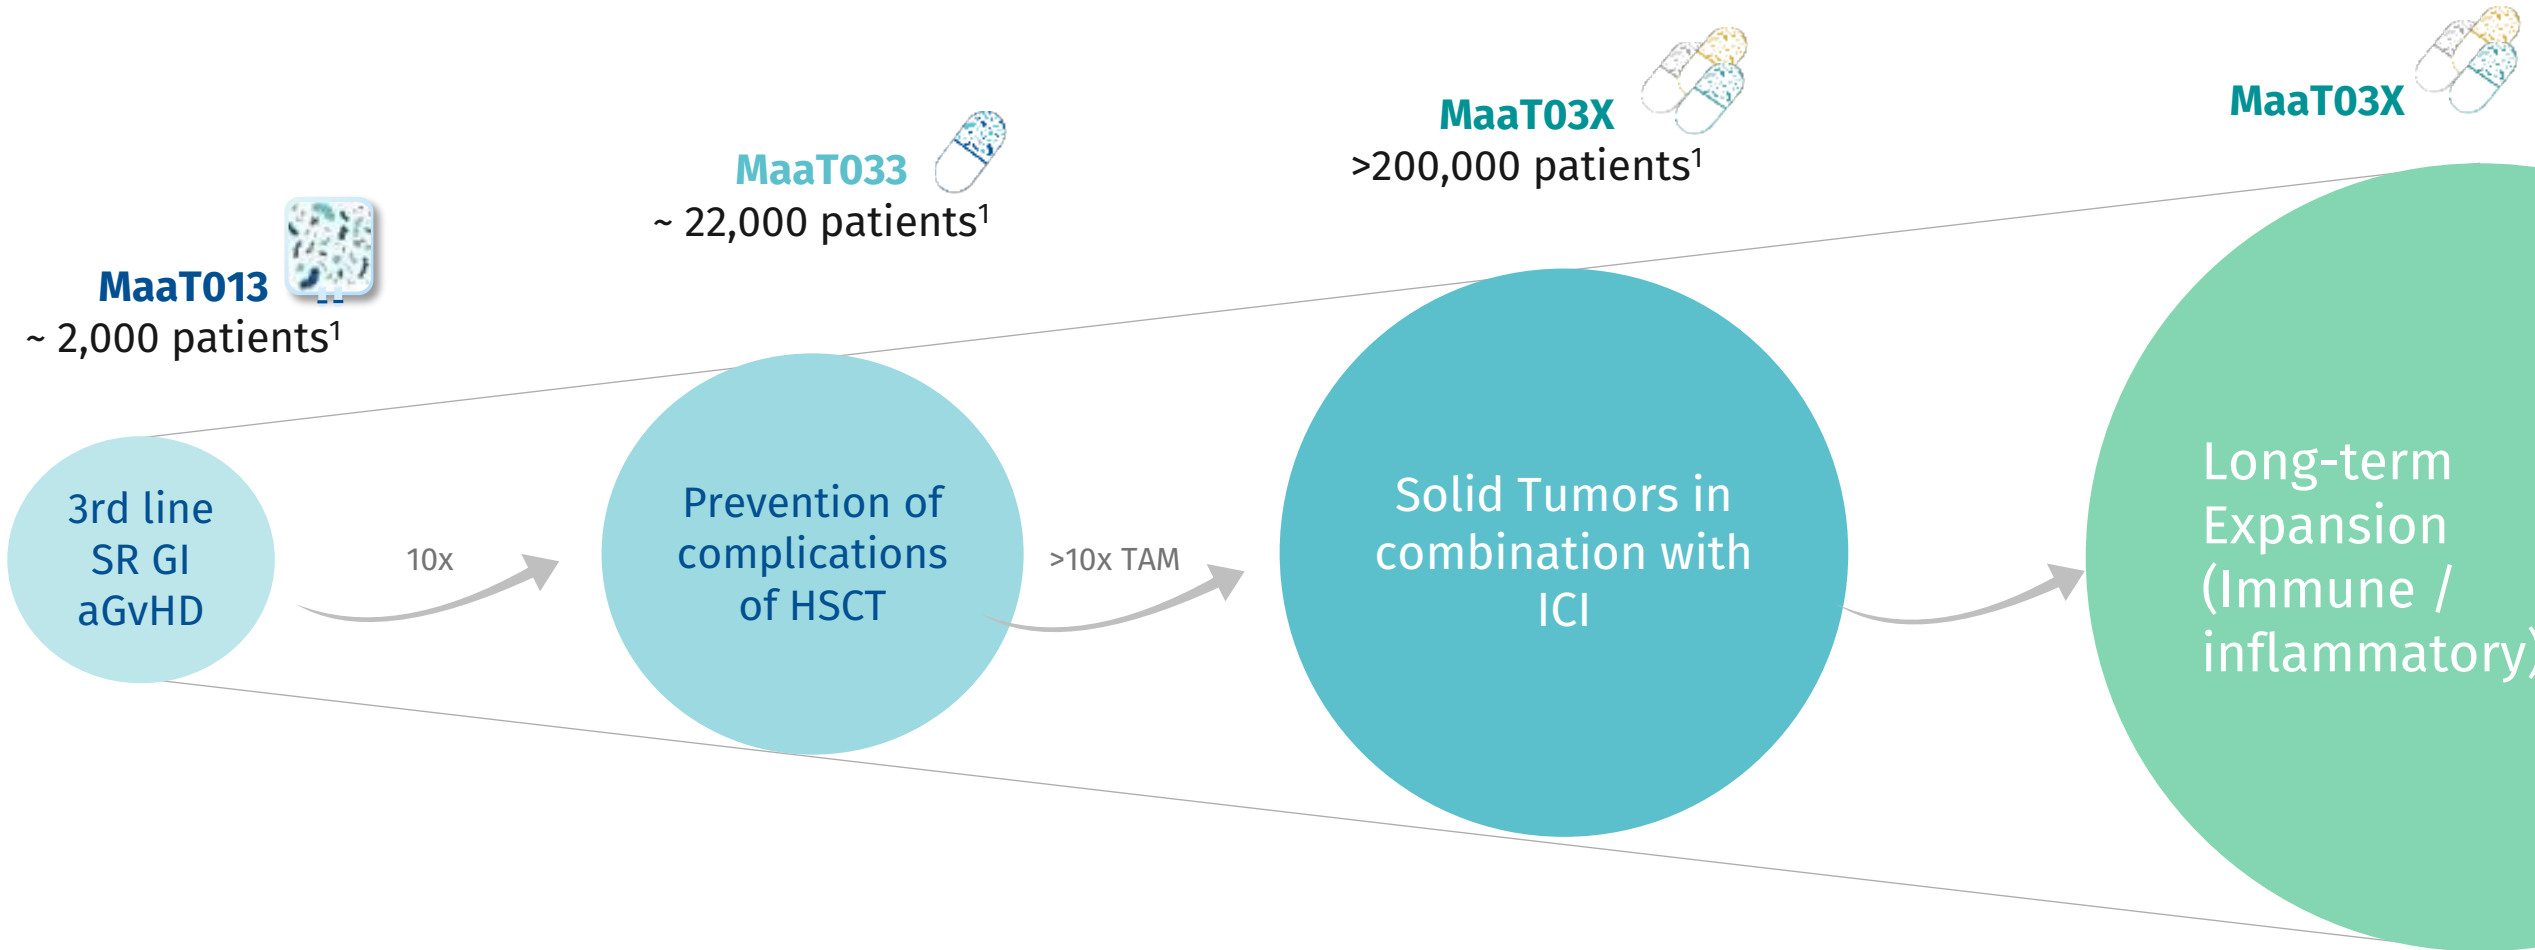 MaaT013
~ 2,000 patients¹
3rd line
SR GI
aGvHD
10x
MaaT033
~ 22,000 patients¹
Prevention of
complications
of HSCT
>10x TAM
MaaT03X
>200,000 patients¹
Solid Tumors in
combination with
ICI
MaaT03X
Long-term
Expansion
(Immune /
inflammatory)